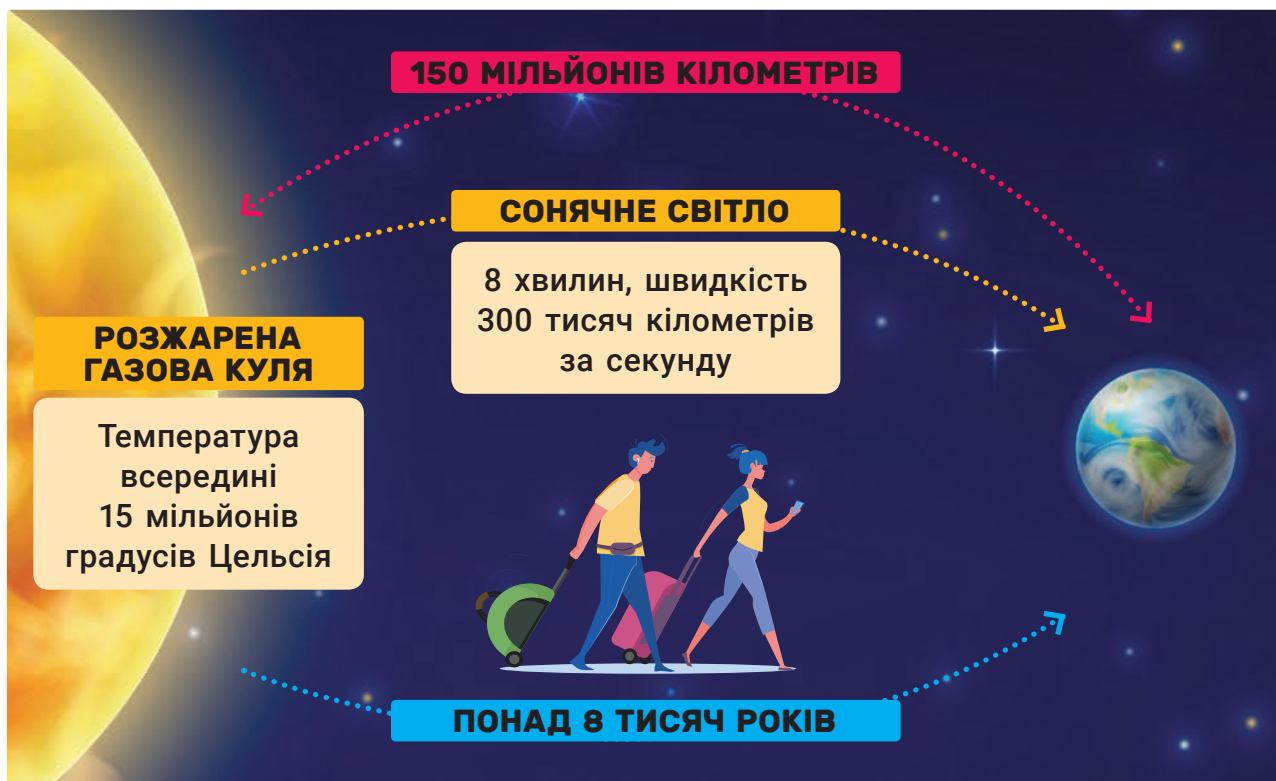 150 МІЛЬЙОНІВ КІЛОМЕТРІВ
СОНЯЧНЕ СВІТЛО
8 хвилин, швидкість
300 тисяч кілометрів
за секунду
РОЗЖАРЕНА
ГАЗОВА КУЛЯ
Температура
всередині
15 мільйонів
градусів Цельсія
ПОНАД 8 ТИСЯЧ РОКІВ